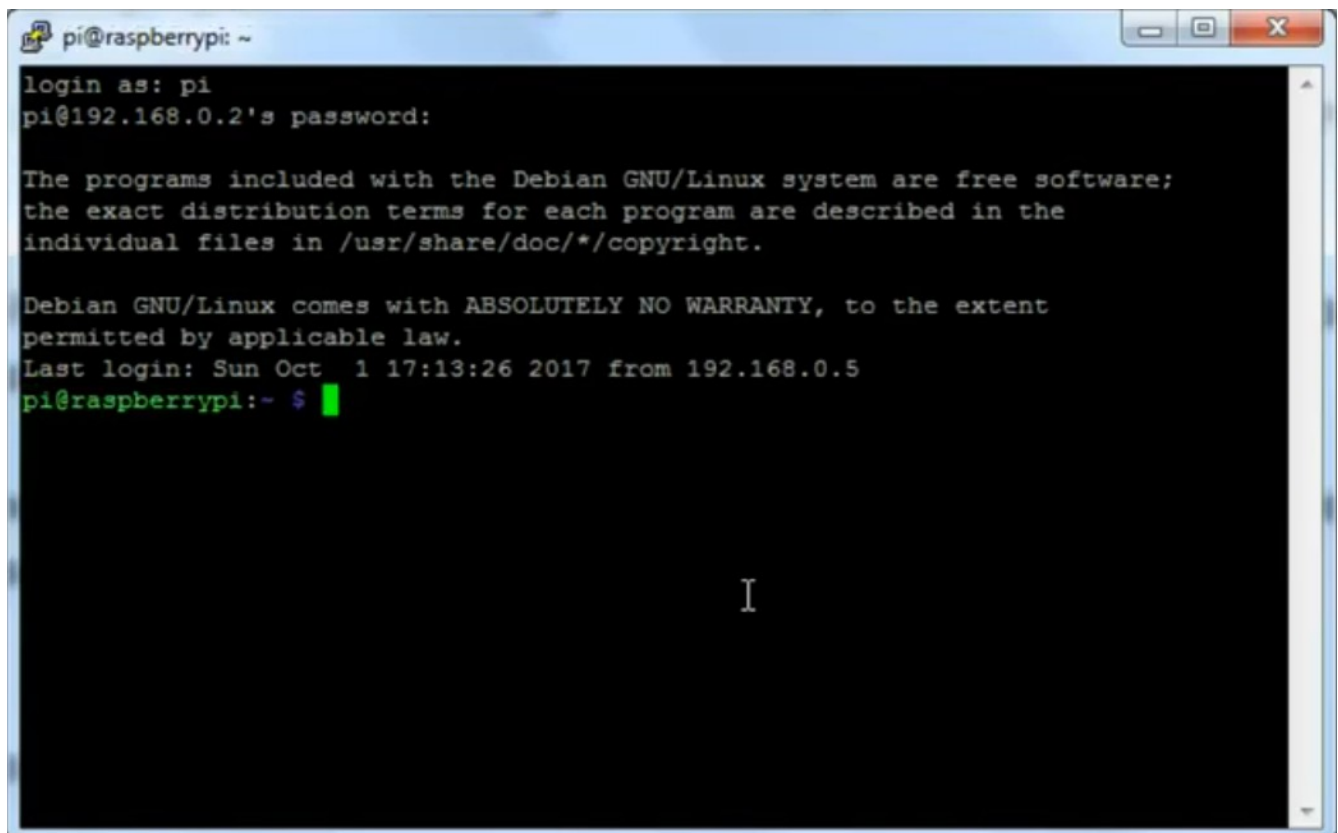 pi@raspberrypi: ~
login as: pi
pi@192.168.0.2's password:
The programs included with the Debian GNU/Linux system are free software;
the exact distribution terms for each program are described in the
individual files in /usr/share/doc/*/copyright.
Debian GNU/Linux comes with ABSOLUTELY NO WARRANTY, to the extent
permitted by applicable law.
Last login: Sun Oct  1 17:13:26 2017 from 192.168.0.5
pi@raspberrypi:~ $